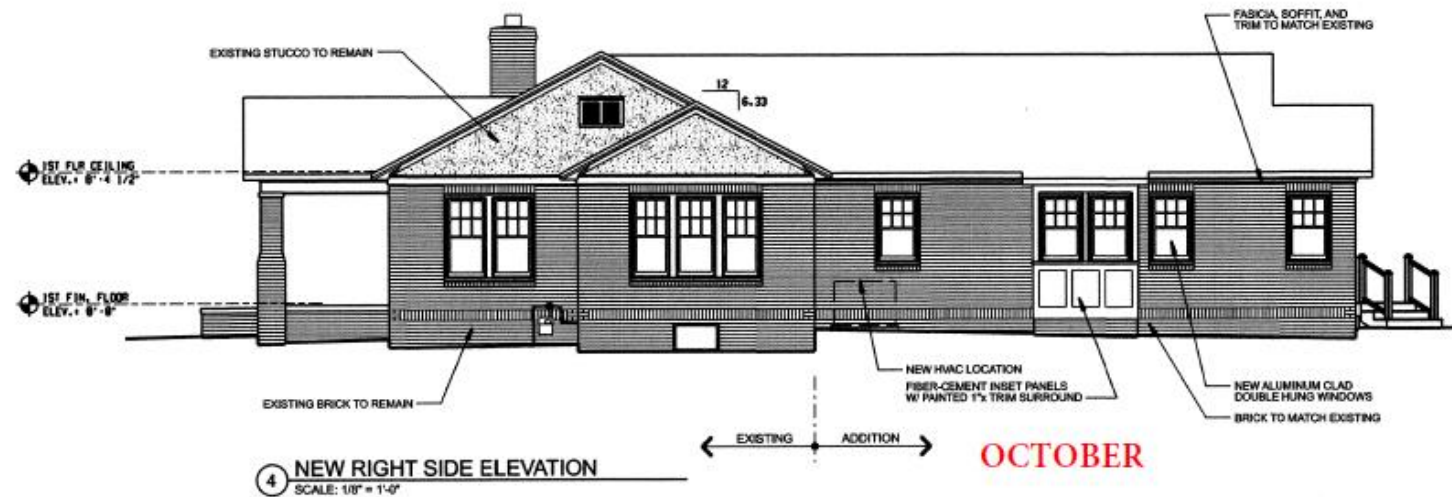 FASICIA, SOFFIT, AND
TRIM TO MATCH EXISTING
EXISTING STUCCO TO REMAIN
12
6.33
1ST FLR CEILING
ELEV.: 8'-4 1/2"
1ST FIN. FLOOR
ELEV.: 0'-0"
NEW HVAC LOCATION
FIBER-CEMENT INSET PANELS
W/ PAINTED 1"x TRIM SURROUND
NEW ALUMINUM CLAD
DOUBLE HUNG WINDOWS
BRICK TO MATCH EXISTING
EXISTING BRICK TO REMAIN
EXISTING
ADDITION
OCTOBER
4
NEW RIGHT SIDE ELEVATION
SCALE: 1/8" = 1'-0"